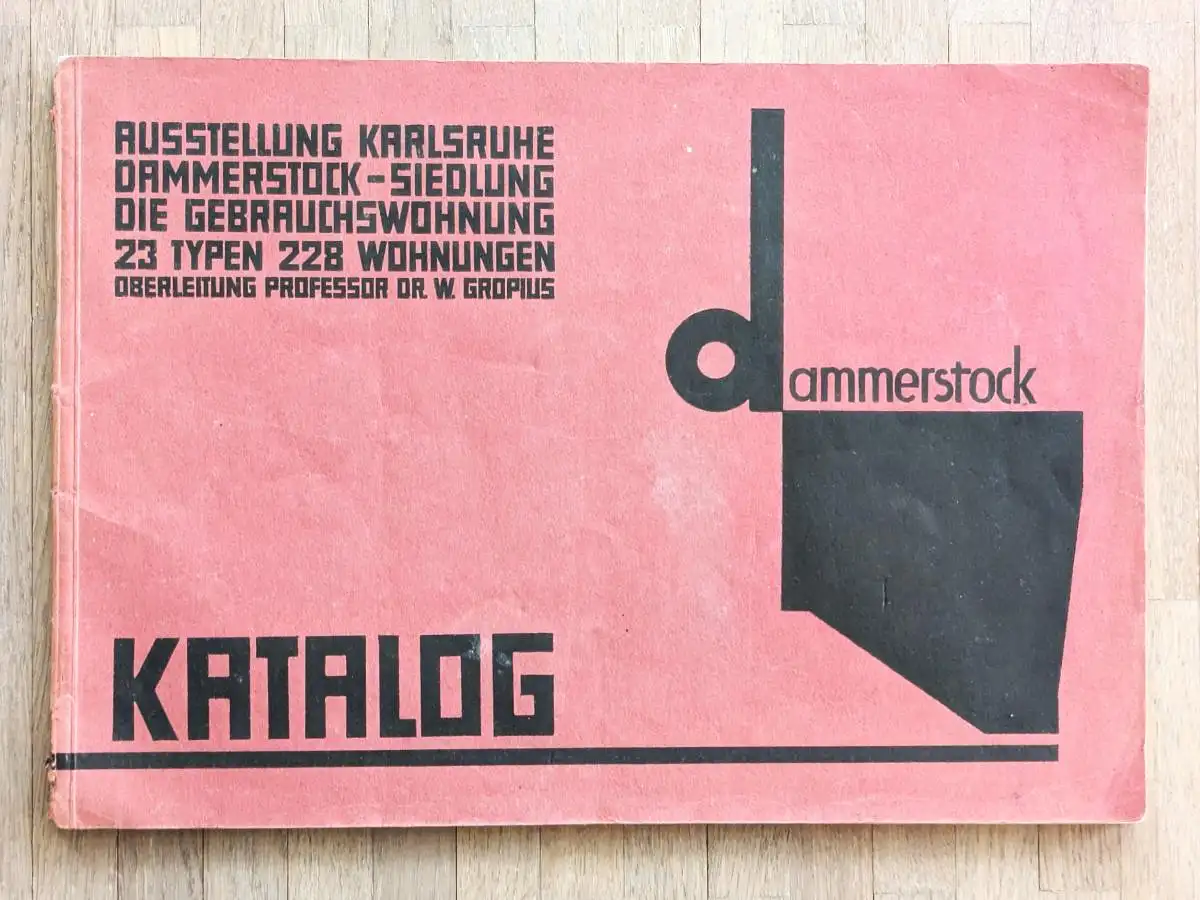 AUSSTELLUNG KARLSRUHE
DAMMERSTOCK-SIEDLUNG
DIE GEBRAUCHSWOHNUNG
23 TYPEN 228 WOHNUNGEN
OBERLEITUNG PROFESSOR DR. W. GROPIUS
dammerstock
KATALOG